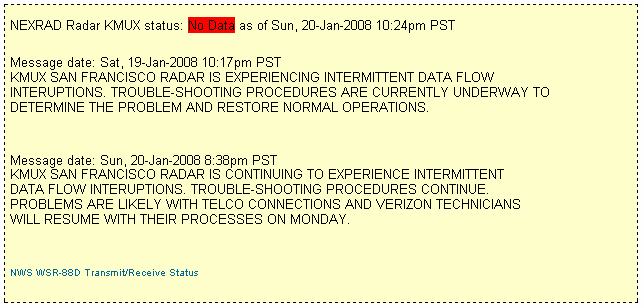 NEXRAD Radar KMUX status: No Data as of Sun, 20-Jan-2008 10:24pm PST
Message date: Sat, 19-Jan-2008 10:17pm PST
KMUX SAN FRANCISCO RADAR IS EXPERIENCING INTERMITTENT DATA FLOW
INTERUPTIONS. TROUBLE-SHOOTING PROCEDURES ARE CURRENTLY UNDERWAY TO
DETERMINE THE PROBLEM AND RESTORE NORMAL OPERATIONS.
Message date: Sun, 20-Jan-2008 8:38pm PST
KMUX SAN FRANCISCO RADAR IS CONTINUING TO EXPERIENCE INTERMITTENT
DATA FLOW INTERUPTIONS. TROUBLE-SHOOTING PROCEDURES CONTINUE.
PROBLEMS ARE LIKELY WITH TELCO CONNECTIONS AND VERIZON TECHNICIANS
WILL RESUME WITH THEIR PROCESSES ON MONDAY.
NWS WSR-88D Transmit/Receive Status